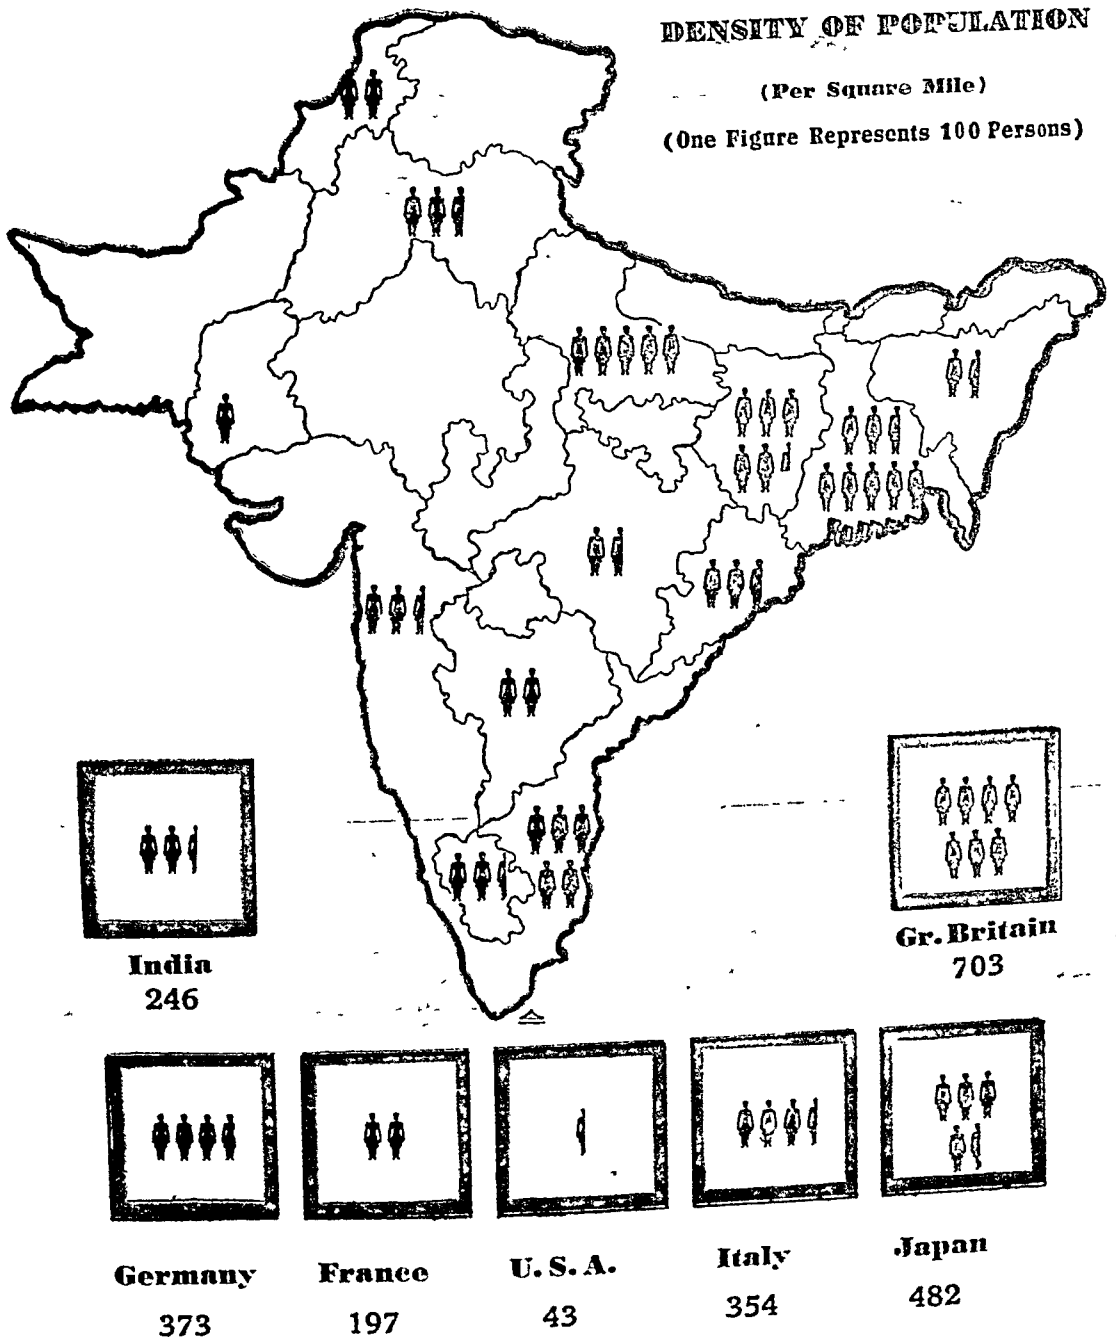 DENSITY OF POPULATION
(Per Square Mile)
(One Figure Represents 100 Persons)
India
246
Gr. Britain
703
Germany
373
France
197
U. S. A.
43
Italy
354
Japan
482